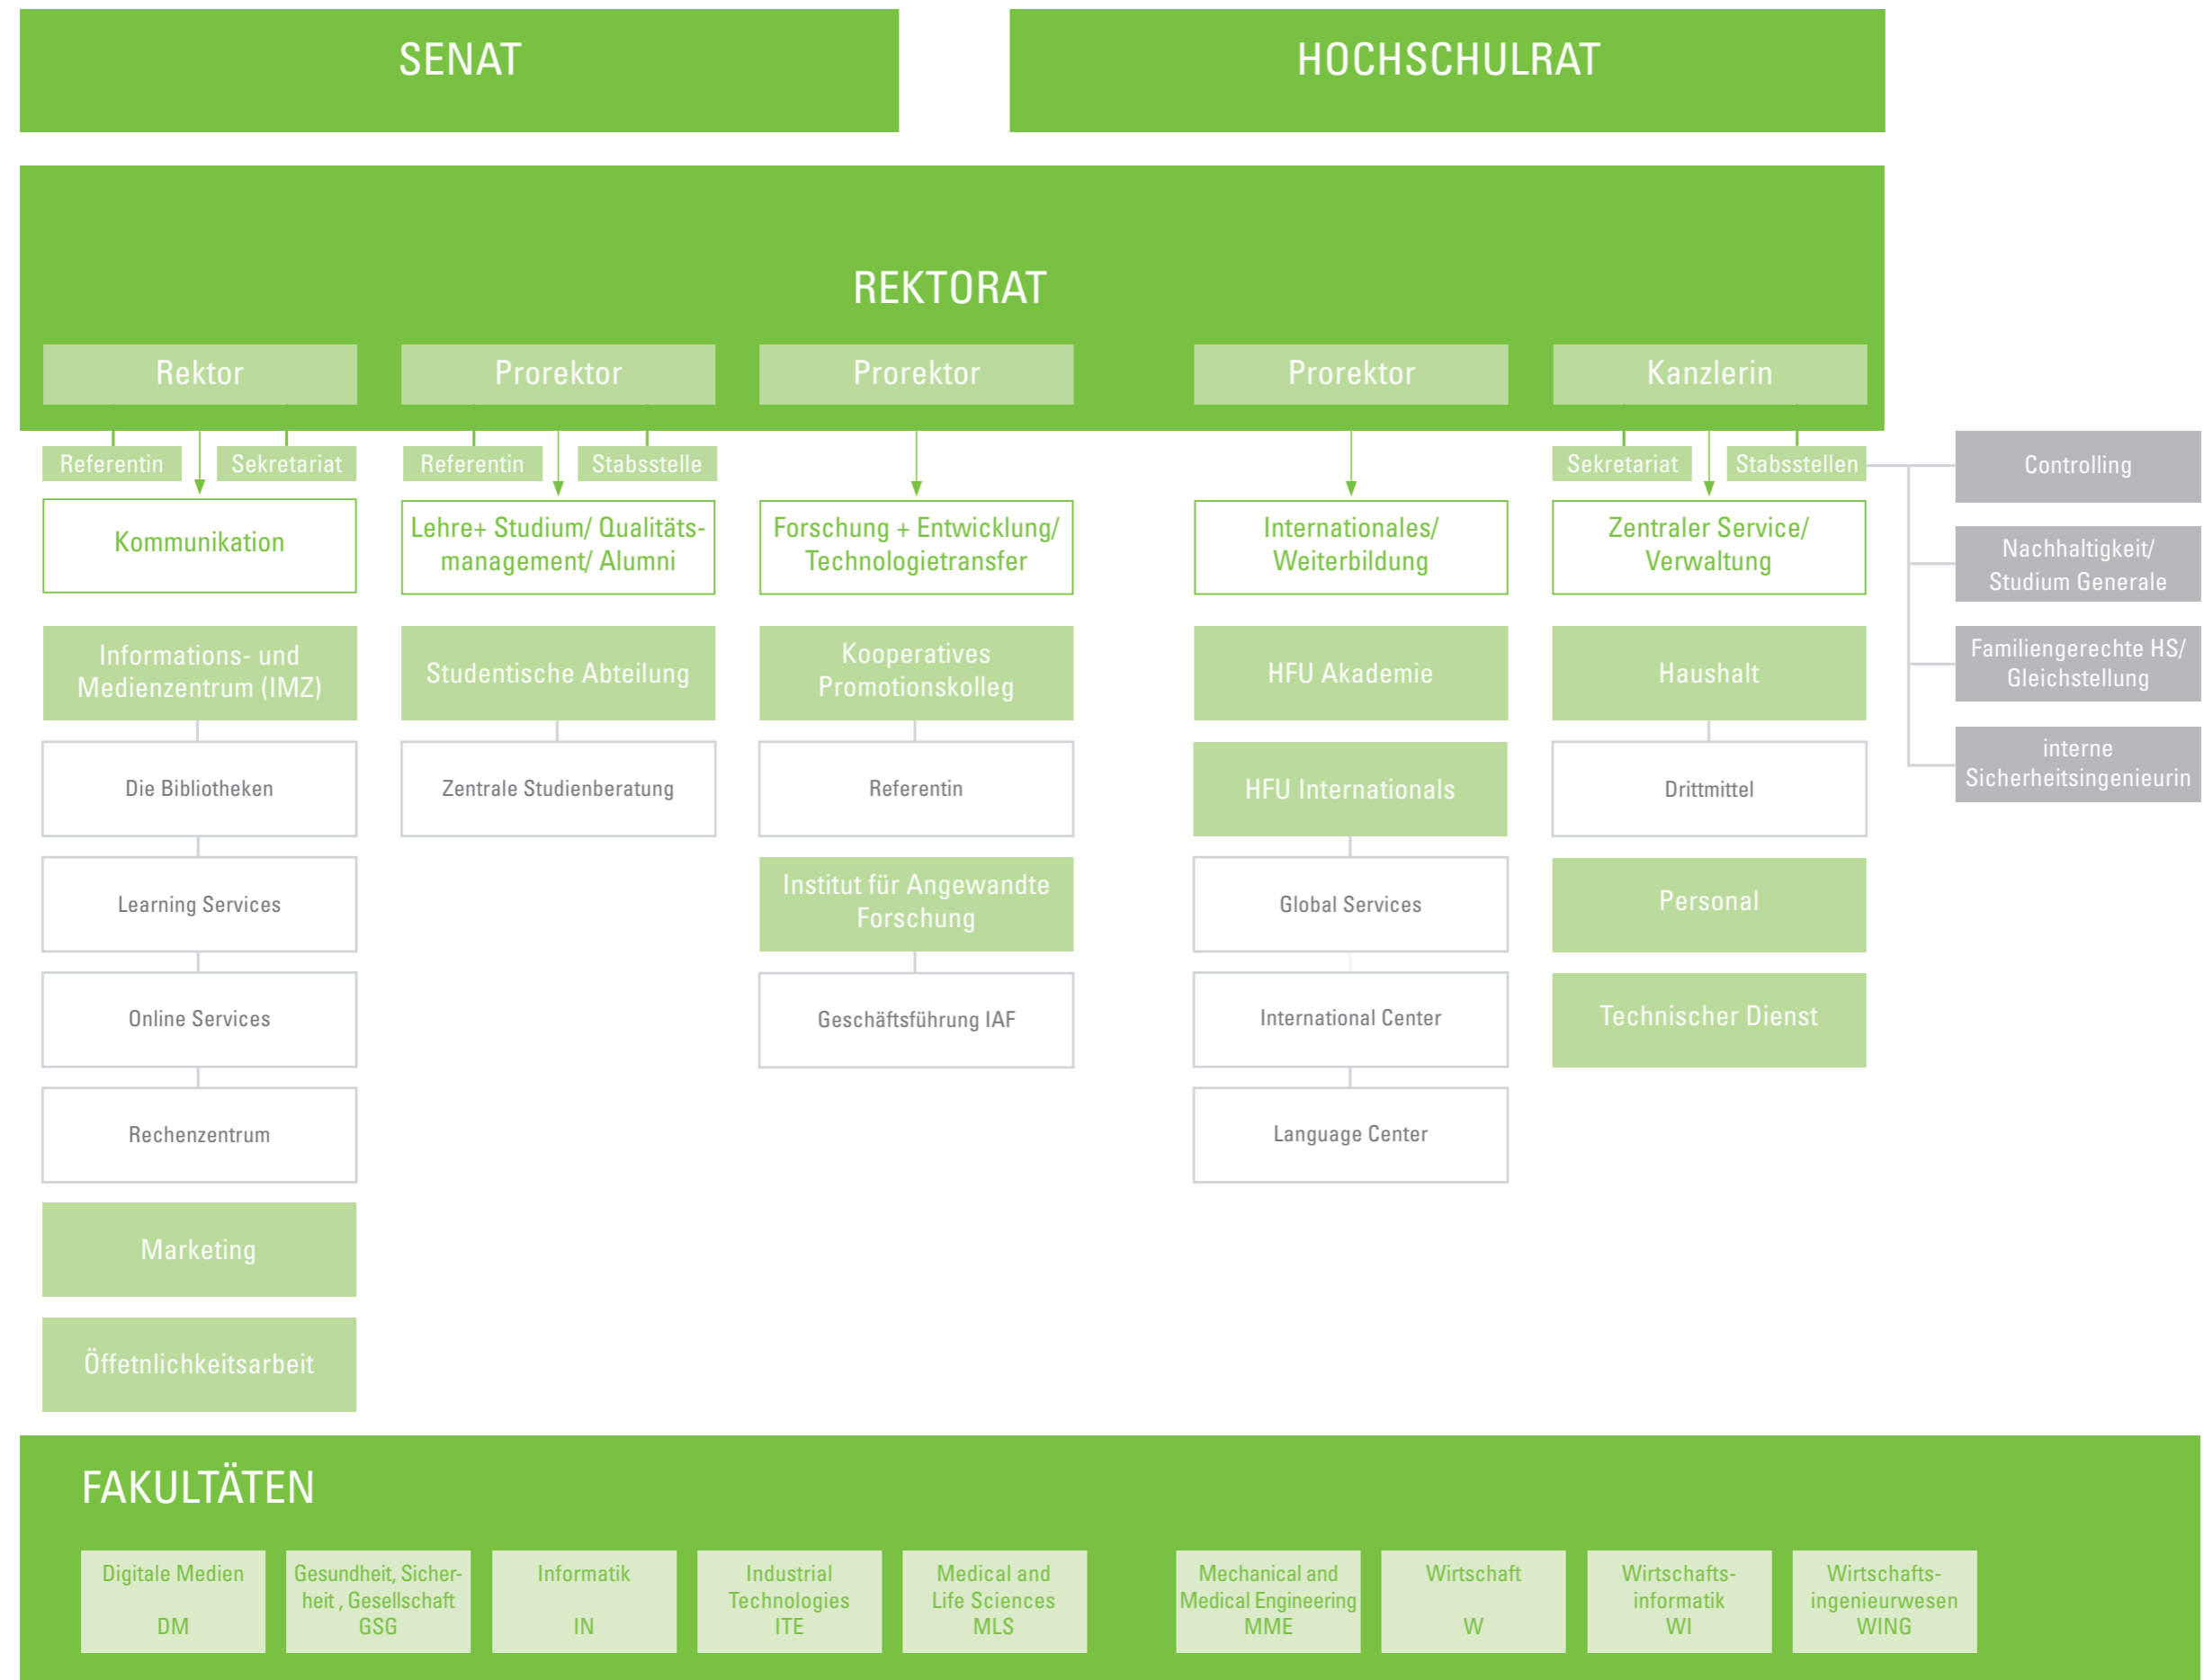 SENAT
HOCHSCHULRAT
REKTORAT
Rektor
Prorektor
Prorektor
Prorektor
Kanzlerin
Referentin
Sekretariat
Referentin
Stabsstelle
Sekretariat
Stabsstellen
Kommunikation
Lehre+ Studium/ Qualitäts-
management/ Alumni
Forschung + Entwicklung/
Technologietransfer
Internationales/
Weiterbildung
Zentraler Service/
Verwaltung
Controlling
Nachhaltigkeit/
Studium Generale
Familiengerechte HS/
Gleichstellung
interne
Sicherheitsingenieurin
Informations- und
Medienzentrum (IMZ)
Die Bibliotheken
Learning Services
Online Services
Rechenzentrum
Marketing
Öffetnlichkeitsarbeit
Studentische Abteilung
Zentrale Studienberatung
Kooperatives
Promotionskolleg
Referentin
Institut für Angewandte
Forschung
Geschäftsführung IAF
HFU Akademie
HFU Internationals
Global Services
International Center
Language Center
Haushalt
Drittmittel
Personal
Technischer Dienst
FAKULTÄTEN
Digitale Medien
DM
Gesundheit, Sicher-
heit , Gesellschaft
GSG
Informatik
IN
Industrial
Technologies
ITE
Medical and
Life Sciences
MLS
Mechanical and
Medical Engineering
MME
Wirtschaft
W
Wirtschafts-
informatik
WI
Wirtschafts-
ingenieurwesen
WING